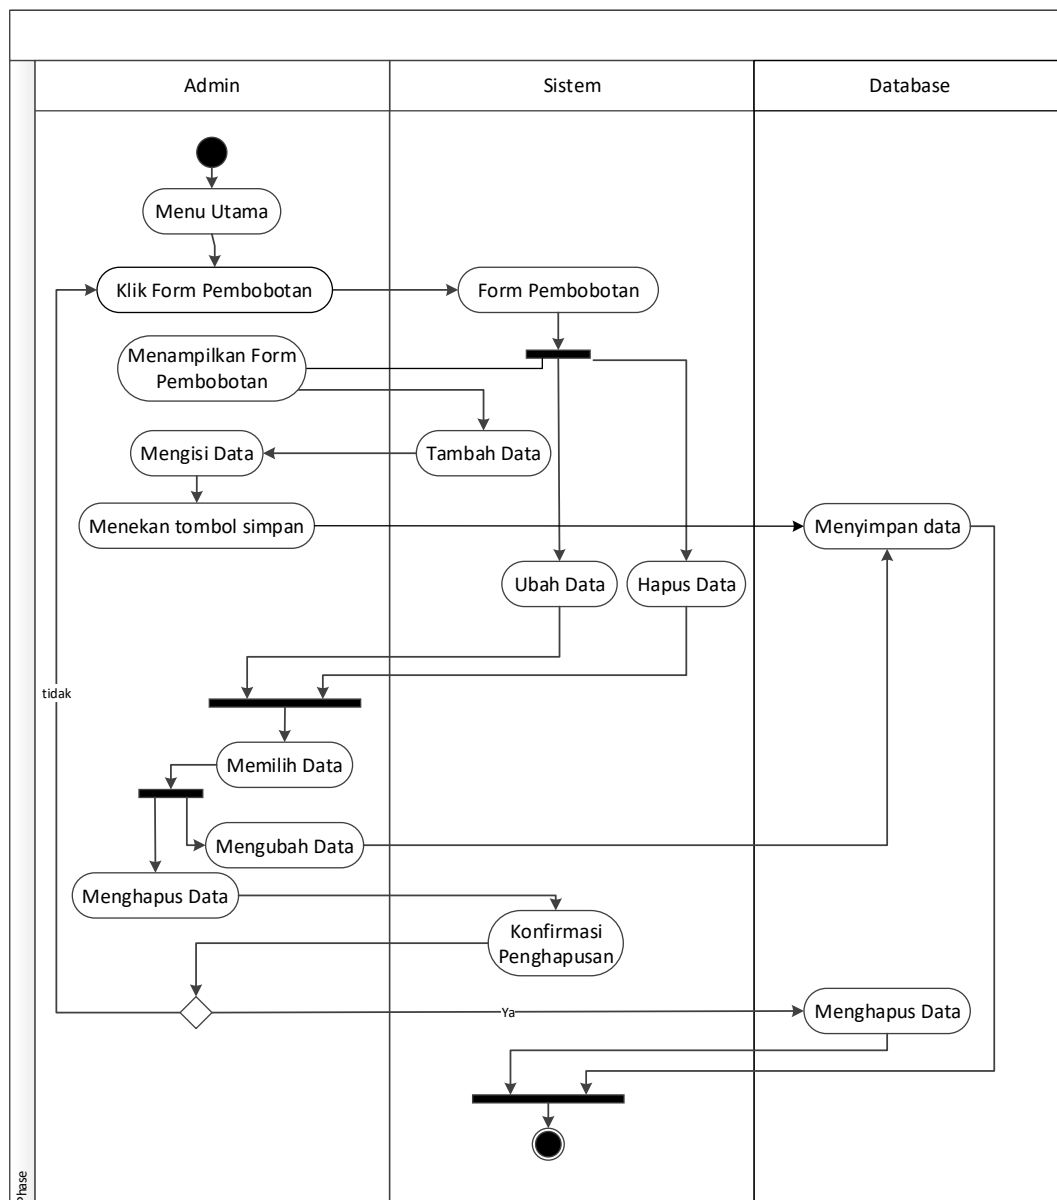 Admin
Sistem
Database
Menu Utama
Klik Form Pembobotan
Form Pembobotan
Menampilkan Form
Pembobotan
Mengisi Data
Tambah Data
Menekan tombol simpan
Menyimpan data
Ubah Data
Hapus Data
tidak
Memilih Data
Mengubah Data
Menghapus Data
Konfirmasi
Penghapusan
Ya
Menghapus Data
Phase